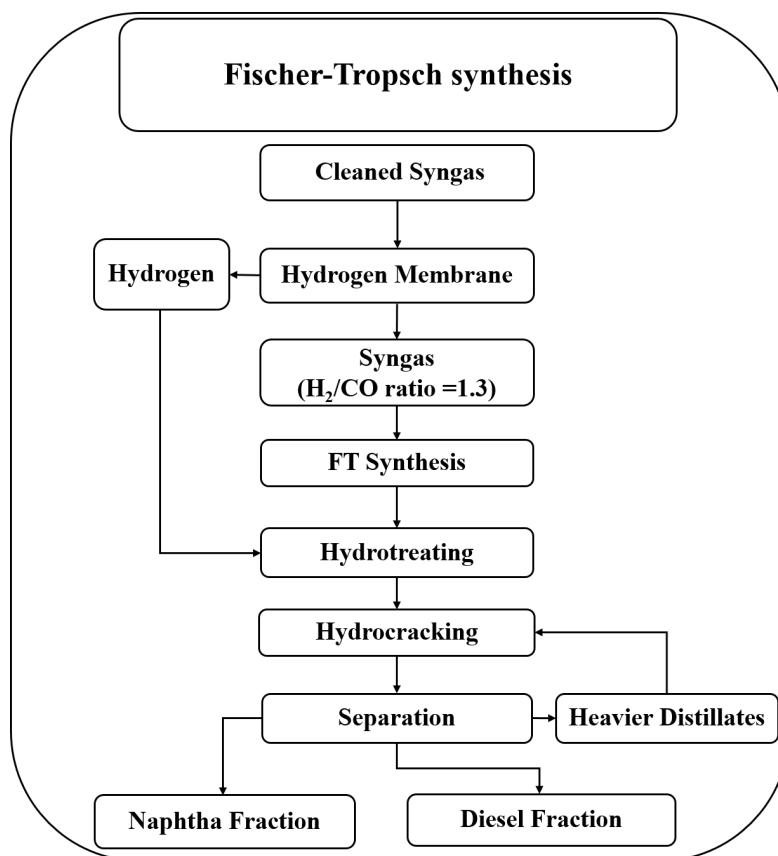 Fischer-Tropsch synthesis
Cleaned Syngas
Hydrogen
Hydrogen Membrane
Syngas
(H₂/CO ratio =1.3)
FT Synthesis
Hydrotreating
Hydrocracking
Separation
Heavier Distillates
Naphtha Fraction
Diesel Fraction